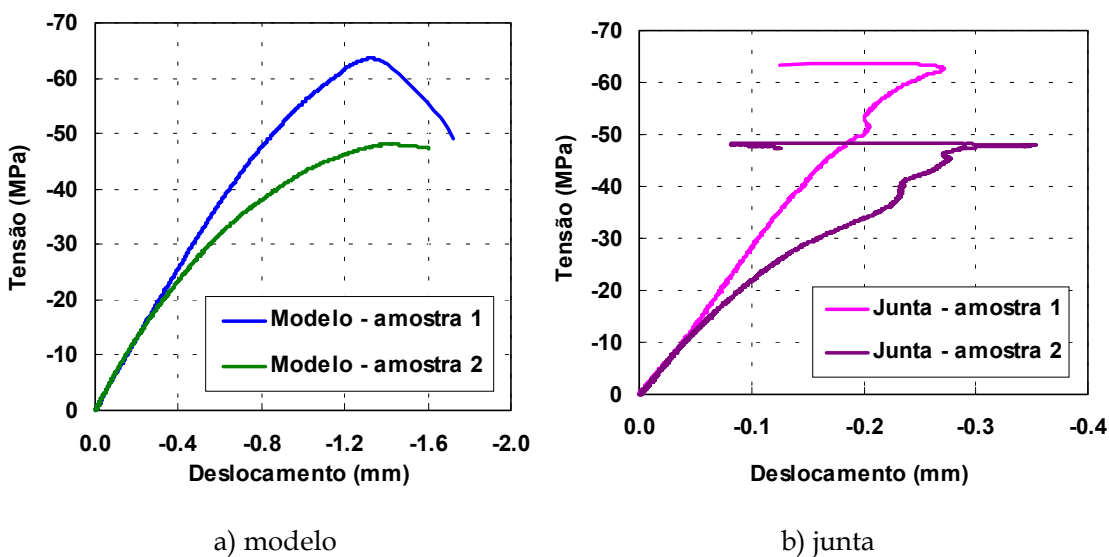 -70
-60
-50
-40
-30
-20
-10
0
Tensão (MPa)
0.0 -0.4 -0.8 -1.2 -1.6 -2.0
Deslocamento (mm)
Modelo - amostra 1
Modelo - amostra 2
a) modelo
-70
-60
-50
-40
-30
-20
-10
0
Tensão (MPa)
0.0 -0.1 -0.2 -0.3 -0.4
Deslocamento (mm)
Junta - amostra 1
Junta - amostra 2
b) junta